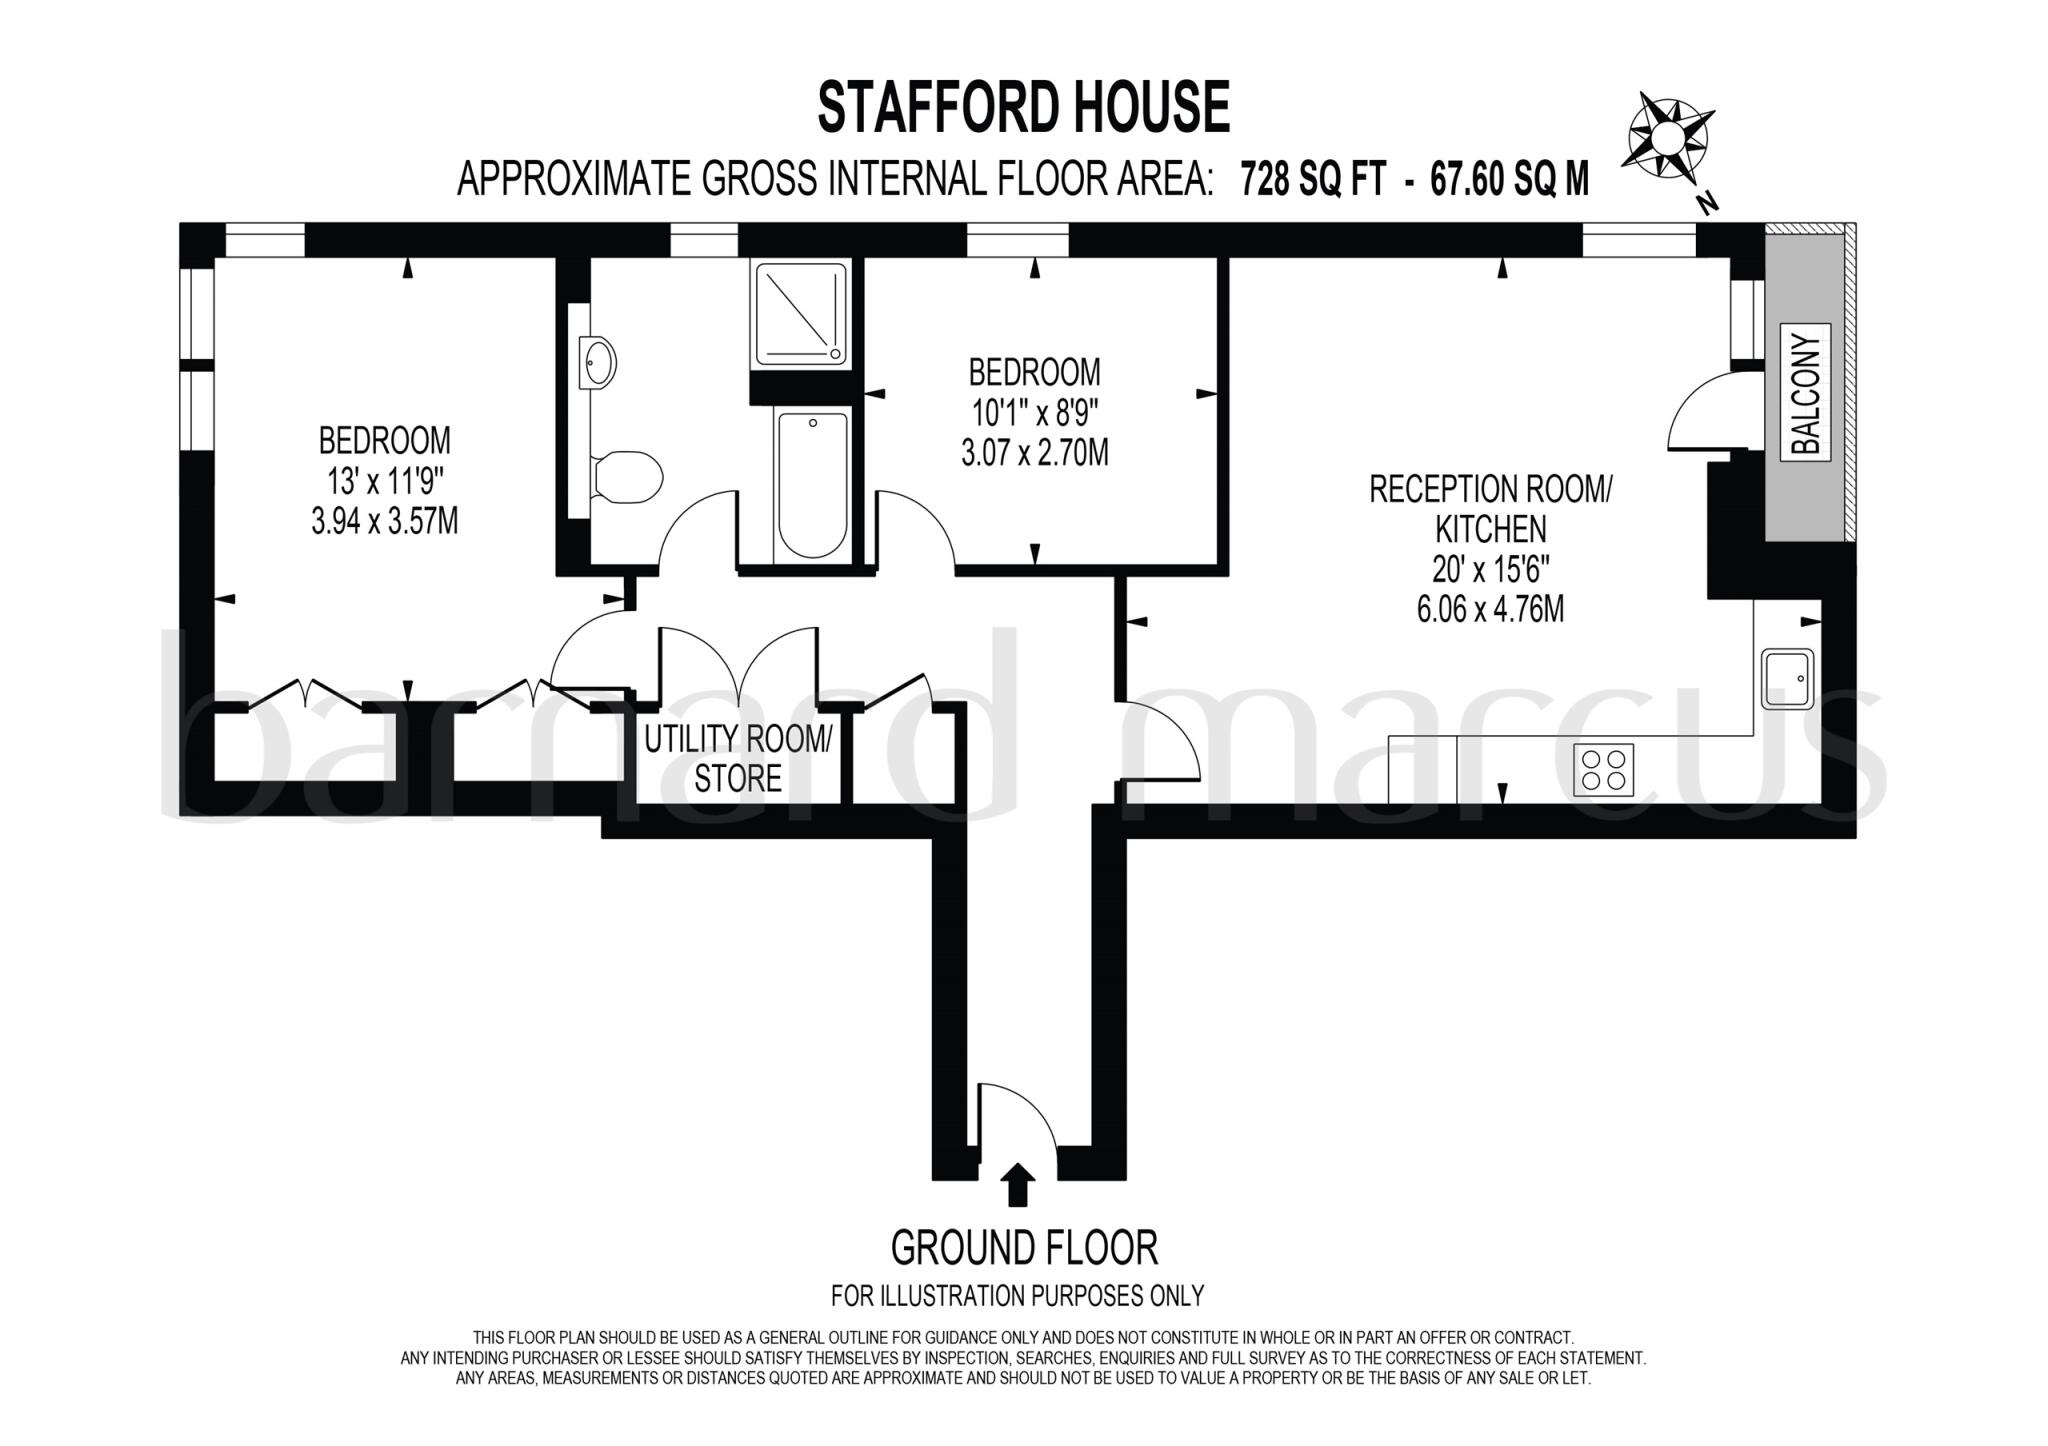 STAFFORD HOUSE
APPROXIMATE GROSS INTERNAL FLOOR AREA: 728 SQ FT - 67.60 SQ M
N
BEDROOM
13' x 11'9"
3.94 x 3.57M
BEDROOM
10'1" x 8'9"
3.07 x 2.70M
RECEPTION ROOM/
KITCHEN
20' x 15'6"
6.06 x 4.76M
BALCONY
UTILITY ROOM/
STORE
barnard marcus
GROUND FLOOR
FOR ILLUSTRATION PURPOSES ONLY
THIS FLOOR PLAN SHOULD BE USED AS A GENERAL OUTLINE FOR GUIDANCE ONLY AND DOES NOT CONSTITUTE IN WHOLE OR IN PART AN OFFER OR CONTRACT.
ANY INTENDING PURCHASER OR LESSEE SHOULD SATISFY THEMSELVES BY INSPECTION, SEARCHES, ENQUIRIES AND FULL SURVEY AS TO THE CORRECTNESS OF EACH STATEMENT.
ANY AREAS, MEASUREMENTS OR DISTANCES QUOTED ARE APPROXIMATE AND SHOULD NOT BE USED TO VALUE A PROPERTY OR BE THE BASIS OF ANY SALE OR LET.